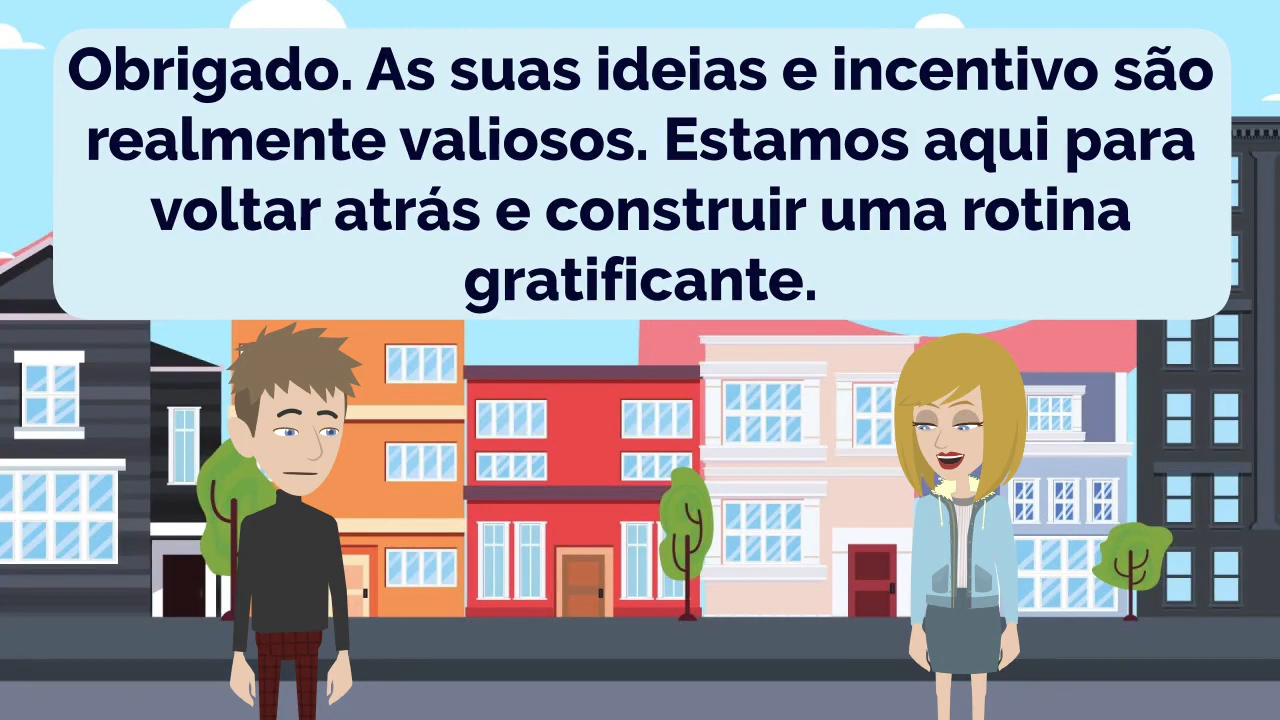 Obrigado. As suas ideias e incentivo são
realmente valiosos. Estamos aqui para
voltar atrás e construir uma rotina
gratificante.